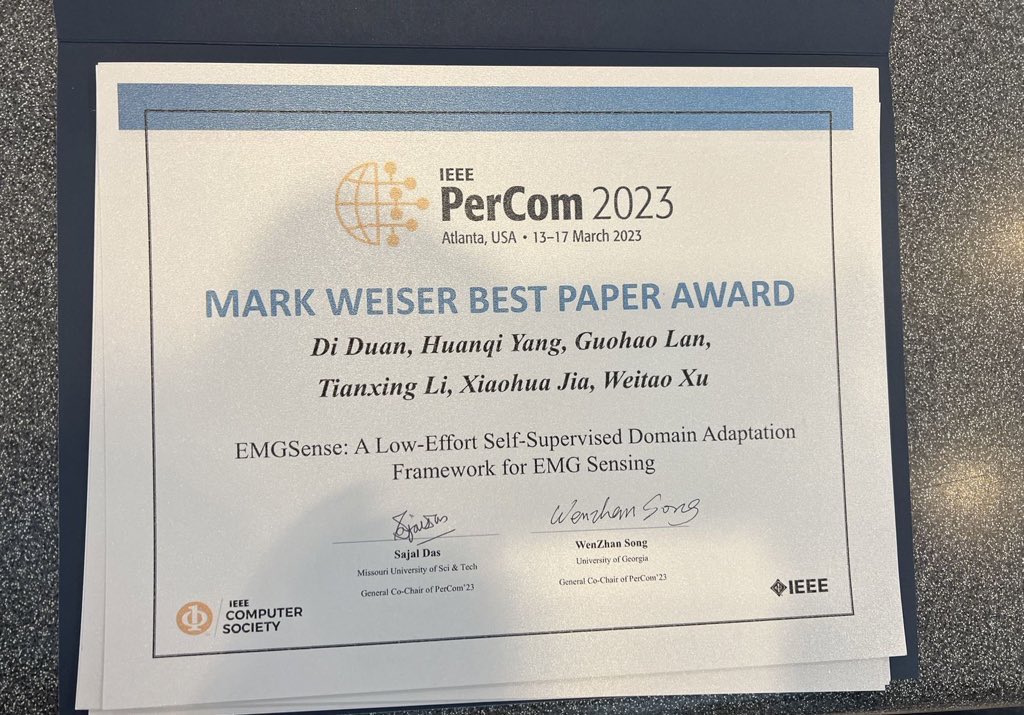 IEEE
PerCom 2023
Atlanta, USA • 13–17 March 2023
MARK WEISER BEST PAPER AWARD
Di Duan, Huanqi Yang, Guohao Lan,
Tianxing Li, Xiaohua Jia, Weitao Xu
EMGSense: A Low-Effort Self-Supervised Domain Adaptation
Framework for EMG Sensing
Wenzhan Song
Sajal Das
Missouri University of Sci & Tech
General Co-Chair of PerCom'23
WenZhan Song
University of Georgia
General Co-Chair of PerCom'23
IEEE
COMPUTER
SOCIETY
IEEE